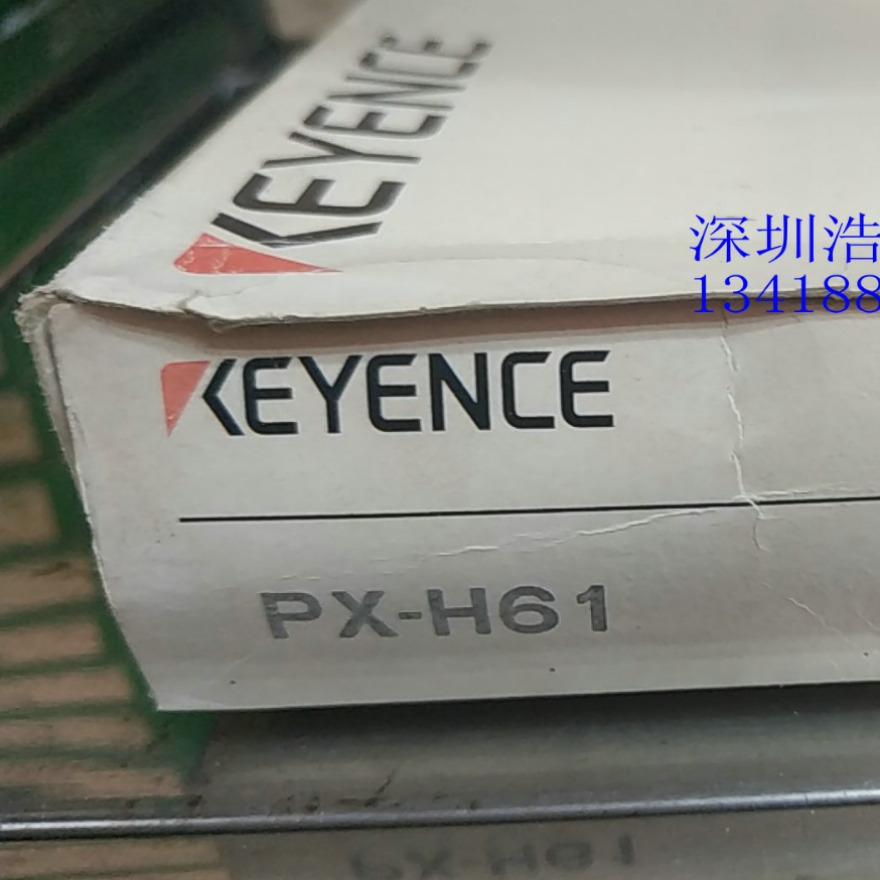 KEYENCE
深圳浩
134188
KEYENCE
PX-H61
PX-H61